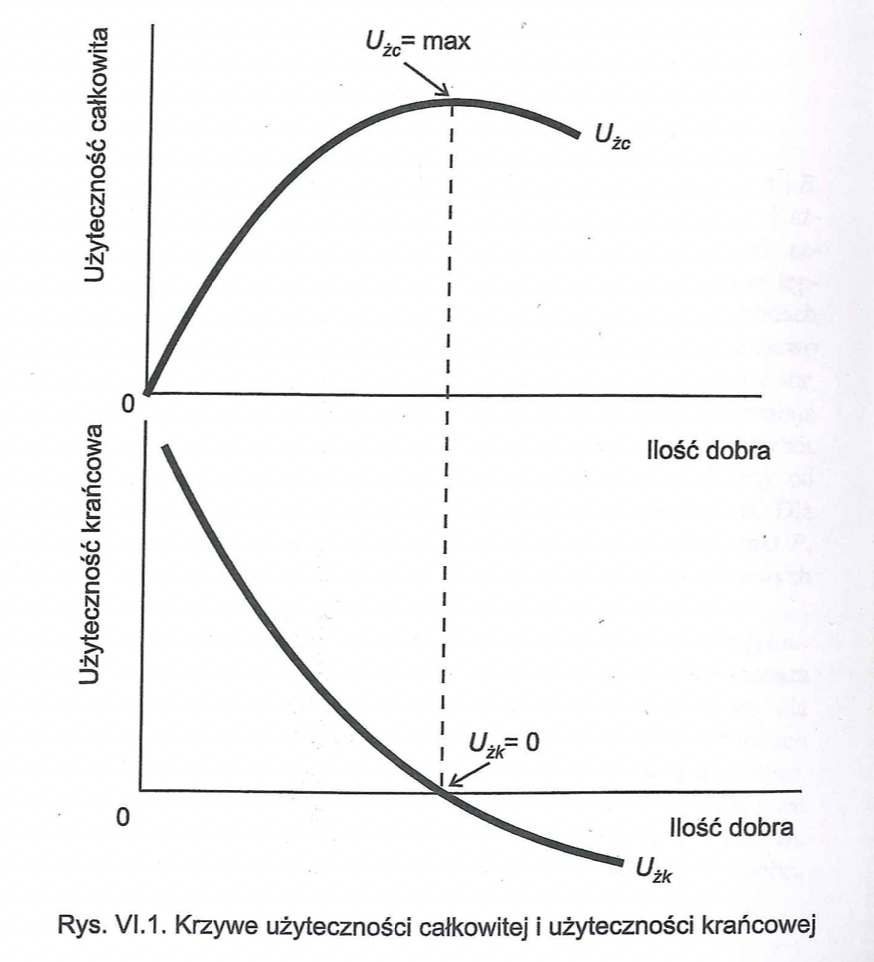 Użyteczność całkowita
Użc= max
Użc
0
Ilość dobra
Użyteczność krańcowa
Użk= 0
0
Ilość dobra
Użk
Rys. VI.1. Krzywe użyteczności całkowitej i użyteczności krańcowej